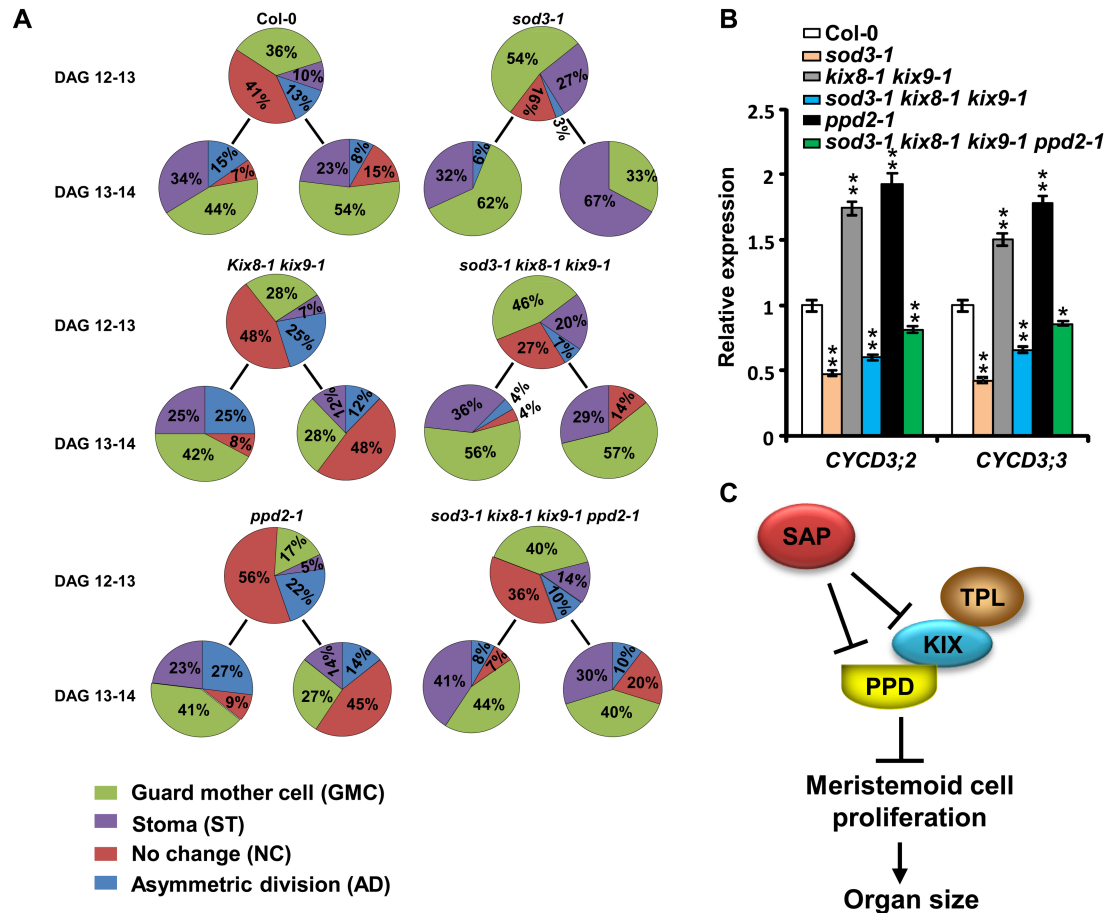 A
Col-0
sod3-1
DAG 12-13
36%
10%
13%
41%
54%
27%
3%
16%
DAG 13-14
34%
15%
7%
44%
23%
8%
15%
54%
32%
6%
62%
33%
67%
Kix8-1 kix9-1
sod3-1 kix8-1 kix9-1
DAG 12-13
28%
7%
25%
48%
46%
20%
7%
27%
DAG 13-14
25%
25%
8%
42%
12%
12%
28%
48%
36%
4%
4%
56%
29%
14%
57%
ppd2-1
sod3-1 kix8-1 kix9-1 ppd2-1
DAG 12-13
17%
5%
22%
56%
40%
14%
10%
36%
DAG 13-14
23%
27%
9%
41%
14%
14%
27%
45%
41%
8%
7%
44%
30%
10%
20%
40%
Guard mother cell (GMC)
Stoma (ST)
No change (NC)
Asymmetric division (AD)
B
Col-0
sod3-1
kix8-1 kix9-1
sod3-1 kix8-1 kix9-1
ppd2-1
sod3-1 kix8-1 kix9-1 ppd2-1
Relative expression
2.5
2
1.5
1
0.5
0
**
**
**
**
**
**
**
**
**
*
CYCD3;2
CYCD3;3
C
SAP
TPL
KIX
PPD
Meristemoid cell
proliferation
Organ size